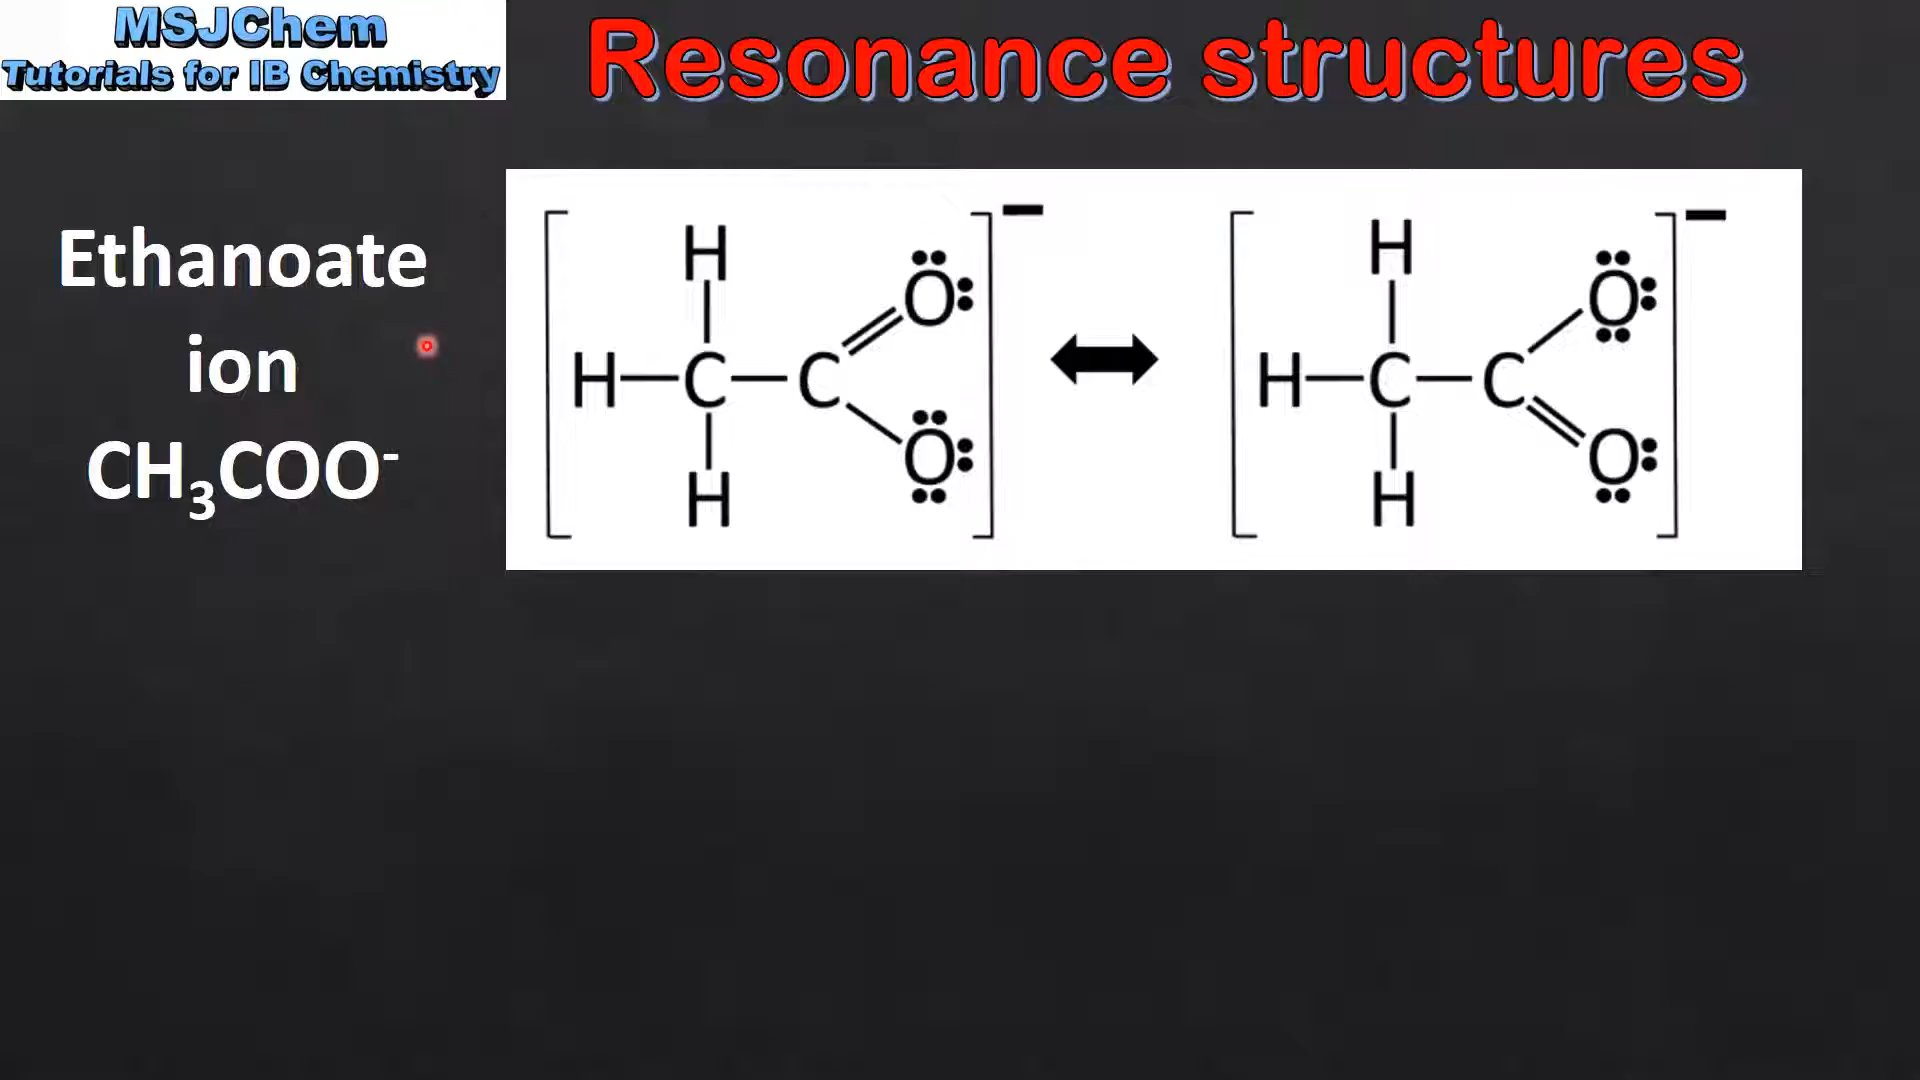 MSJChem
Tutorials for IB Chemistry
Resonance structures
Ethanoate
ion
CH₃COO⁻
H H
O O
H C C H C C
O O
H H